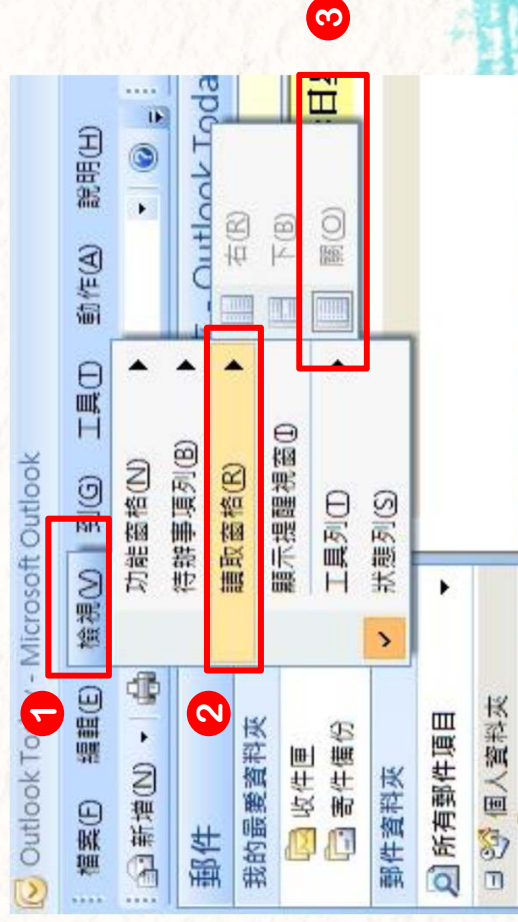 Outlook Today - Microsoft Outlook
檔案(F) 編輯(E) 檢視(V) 到(G) 工具(T) 動作(A) 說明(H)
新增(N)
郵件
- Outlook Toda
我的最愛資料夾
收件匣
寄件備份
郵件資料夾
所有郵件項目
個人資料夾
功能窗格(N)
待辦事項列(B)
讀取窗格(R)
顯示提醒視窗(I)
工具列(T)
狀態列(S)
右(R)
下(B)
關(O)
1
2
3